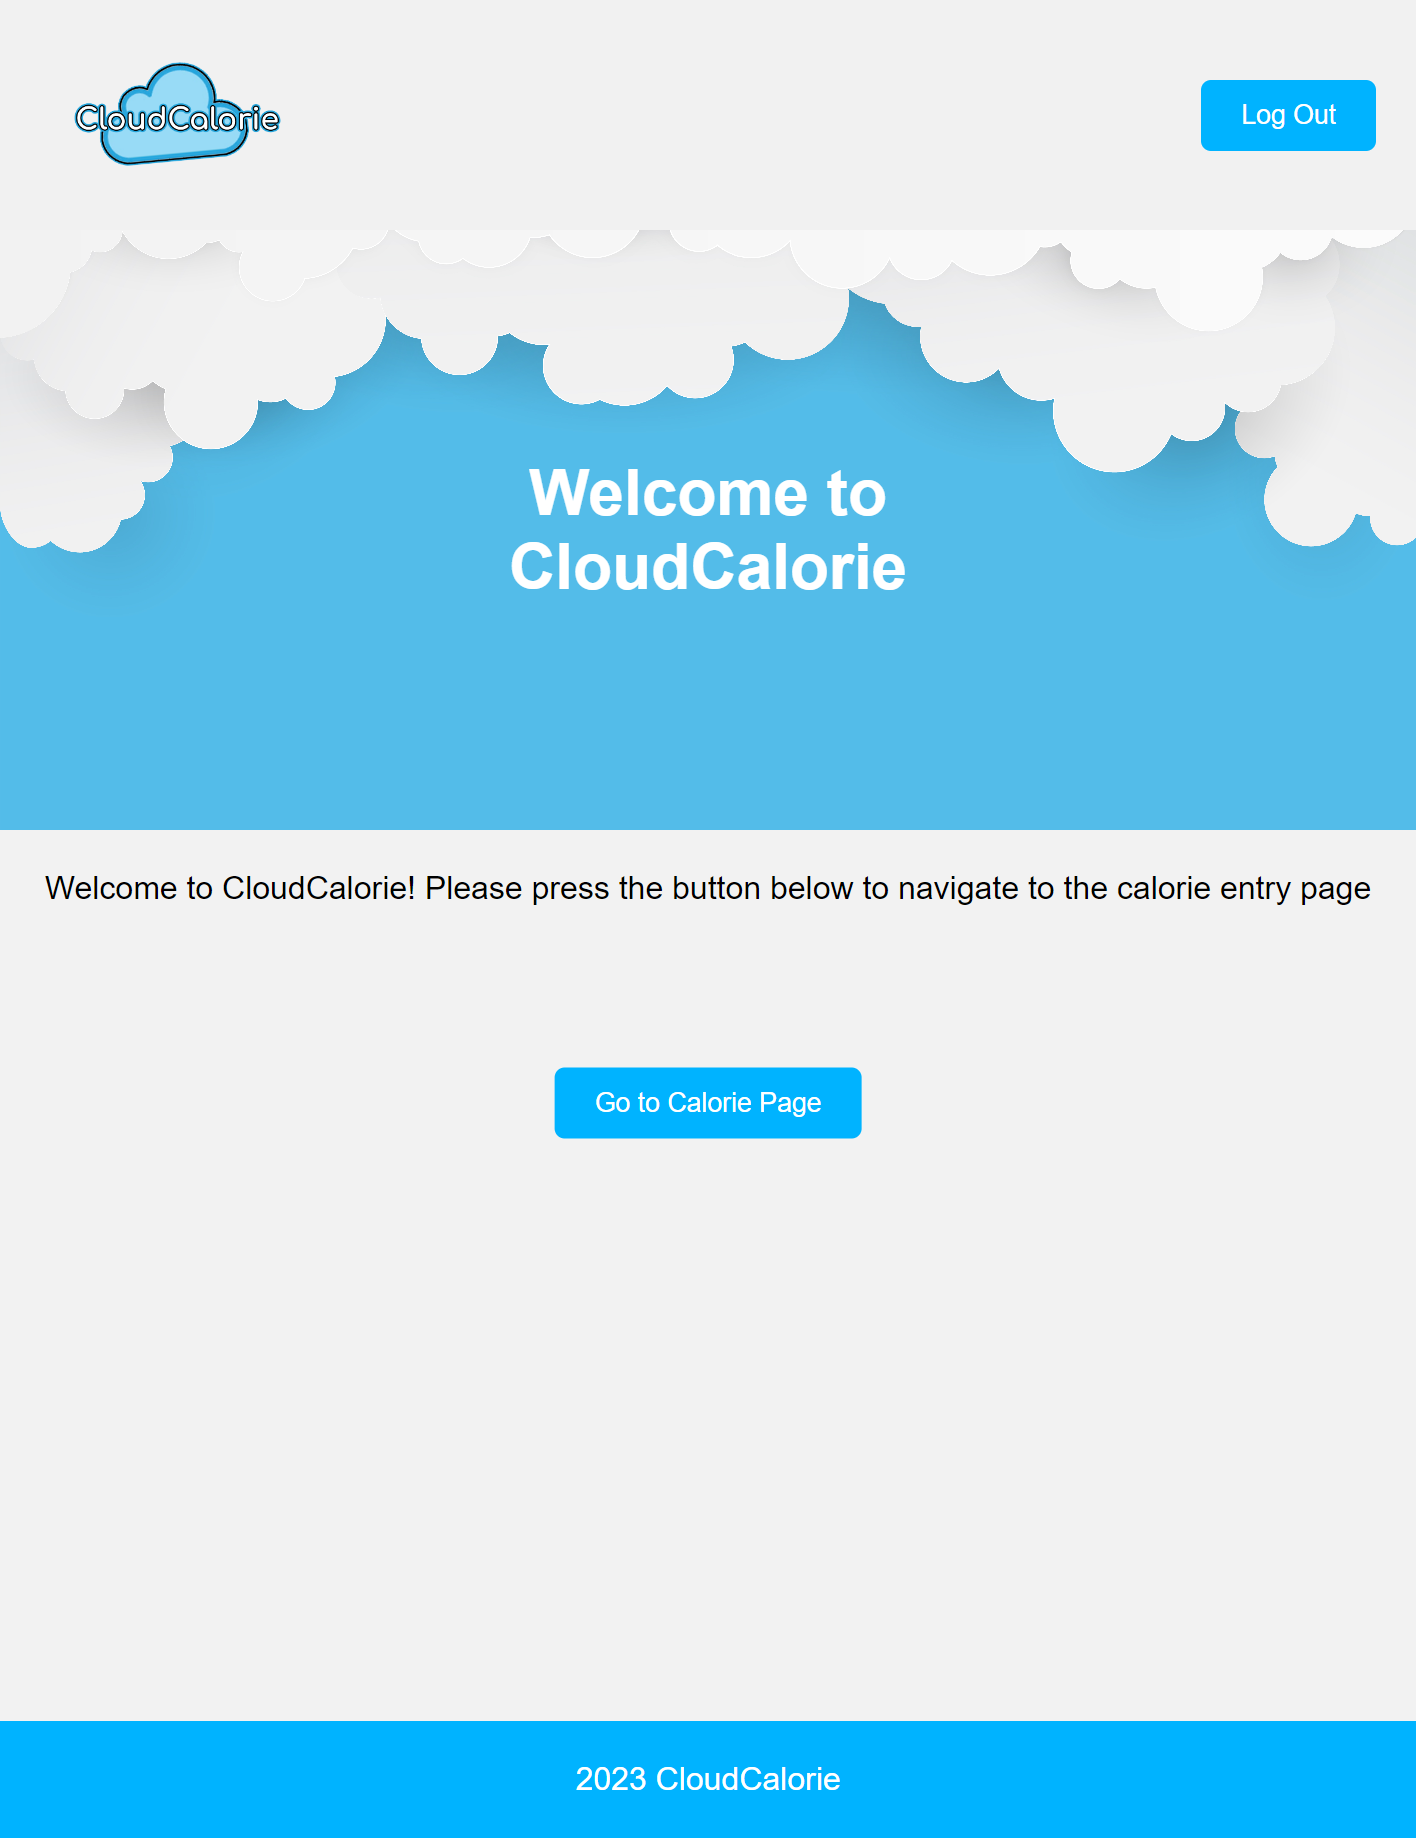 CloudCalorie
Log Out
Welcome to
CloudCalorie
Welcome to CloudCalorie! Please press the button below to navigate to the calorie entry page
Go to Calorie Page
2023 CloudCalorie